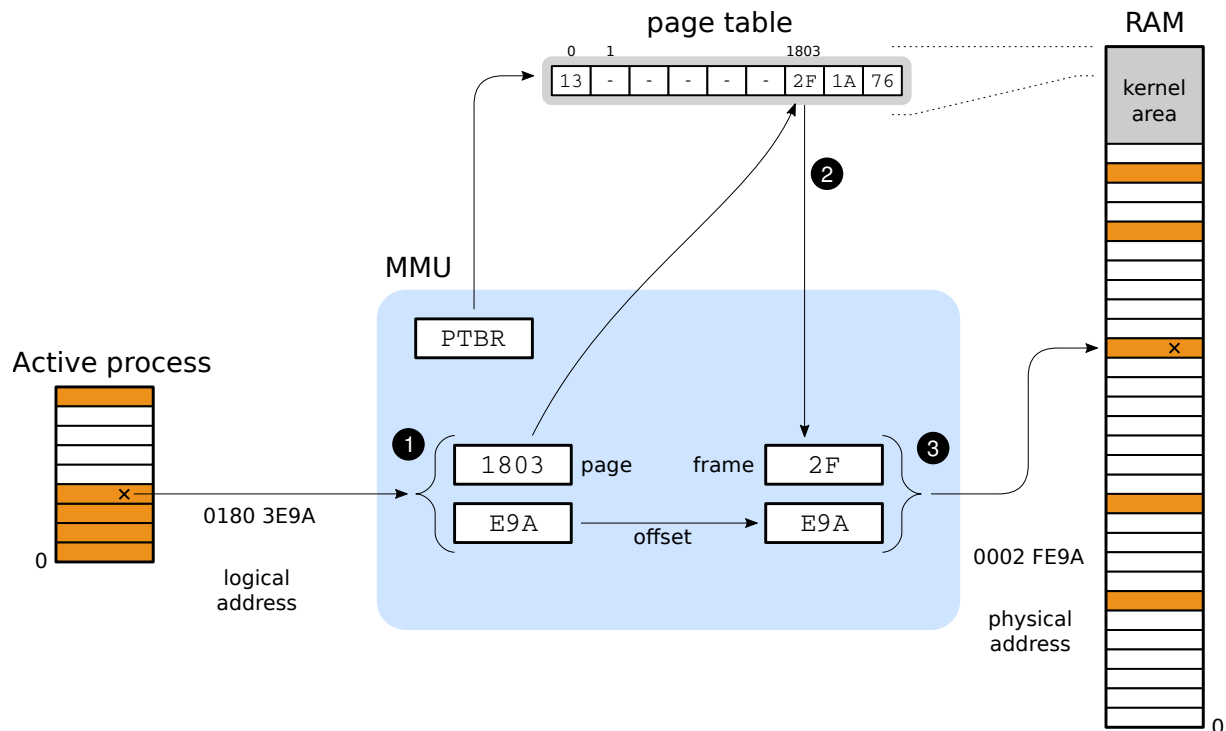 page table
RAM
0 1 1803
13 - - - - - 2F 1A 76
kernel
area
2
MMU
PTBR
Active process
1
1803 page
frame 2F
3
0180 3E9A
E9A
offset
E9A
0
logical
address
0002 FE9A
physical
address
0